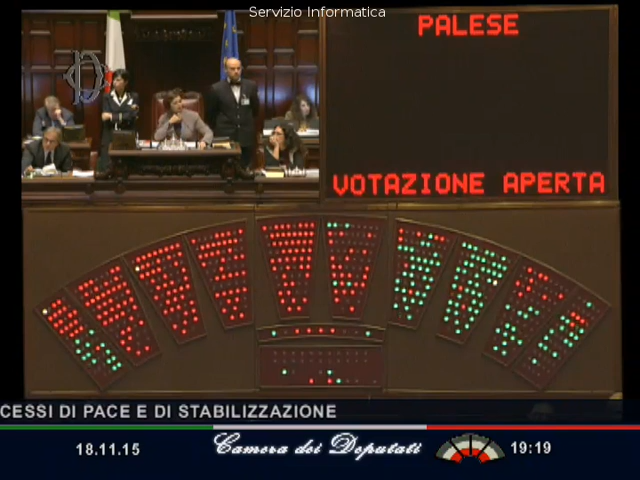 Servizio Informatica
PALESE
VOTAZIONE APERTA
CESSI DI PACE E DI STABILIZZAZIONE
18.11.15
Camera dei Deputati
19:19